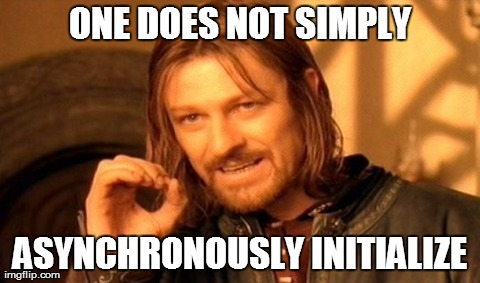 ONE DOES NOT SIMPLY
ASYNCHRONOUSLY INITIALIZE
imgflip.com